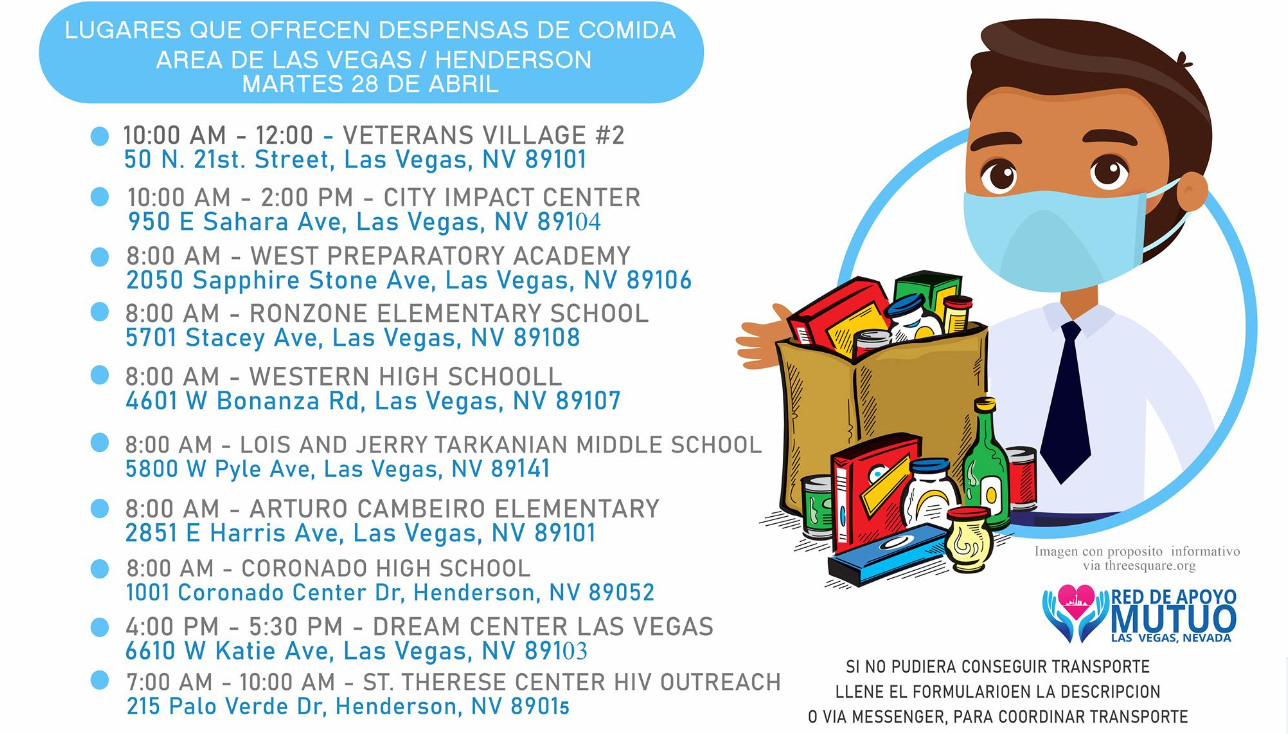 LUGARES QUE OFRECEN DESPENSAS DE COMIDA
AREA DE LAS VEGAS / HENDERSON
MARTES 28 DE ABRIL
10:00 AM - 12:00 - VETERANS VILLAGE #2
50 N. 21st. Street, Las Vegas, NV 89101
10:00 AM - 2:00 PM - CITY IMPACT CENTER
950 E Sahara Ave, Las Vegas, NV 89104
8:00 AM - WEST PREPARATORY ACADEMY
2050 Sapphire Stone Ave, Las Vegas, NV 89106
8:00 AM - RONZONE ELEMENTARY SCHOOL
5701 Stacey Ave, Las Vegas, NV 89108
8:00 AM - WESTERN HIGH SCHOOLL
4601 W Bonanza Rd, Las Vegas, NV 89107
8:00 AM - LOIS AND JERRY TARKANIAN MIDDLE SCHOOL
5800 W Pyle Ave, Las Vegas, NV 89141
8:00 AM - ARTURO CAMBEIRO ELEMENTARY
2851 E Harris Ave, Las Vegas, NV 89101
8:00 AM - CORONADO HIGH SCHOOL
1001 Coronado Center Dr, Henderson, NV 89052
4:00 PM - 5:30 PM - DREAM CENTER LAS VEGAS
6610 W Katie Ave, Las Vegas, NV 89103
7:00 AM - 10:00 AM - ST. THERESE CENTER HIV OUTREACH
215 Palo Verde Dr, Henderson, NV 89015
Imagen con proposito informativo
via threesquare.org
RED DE APOYO
MUTUO
LAS VEGAS, NEVADA
SI NO PUDIERA CONSEGUIR TRANSPORTE
LLENE EL FORMULARIOEN LA DESCRIPCION
O VIA MESSENGER, PARA COORDINAR TRANSPORTE